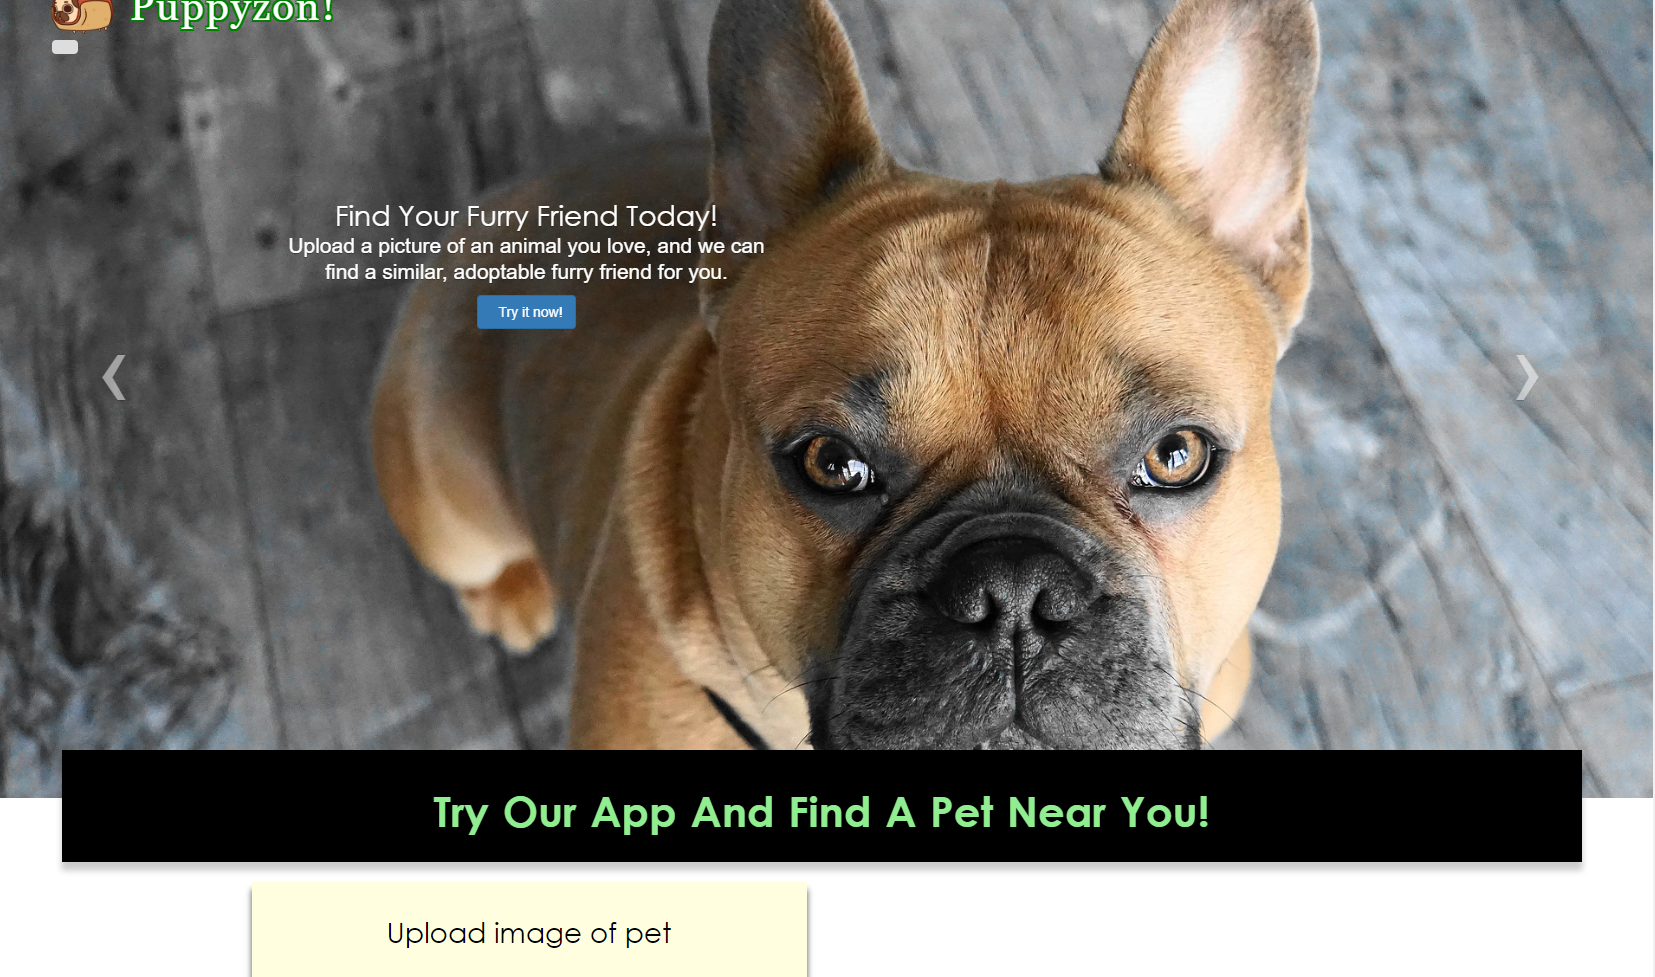 Puppyzon!
Find Your Furry Friend Today!
Upload a picture of an animal you love, and we can
find a similar, adoptable furry friend for you.
Try it now!
Try Our App And Find A Pet Near You!
Upload image of pet